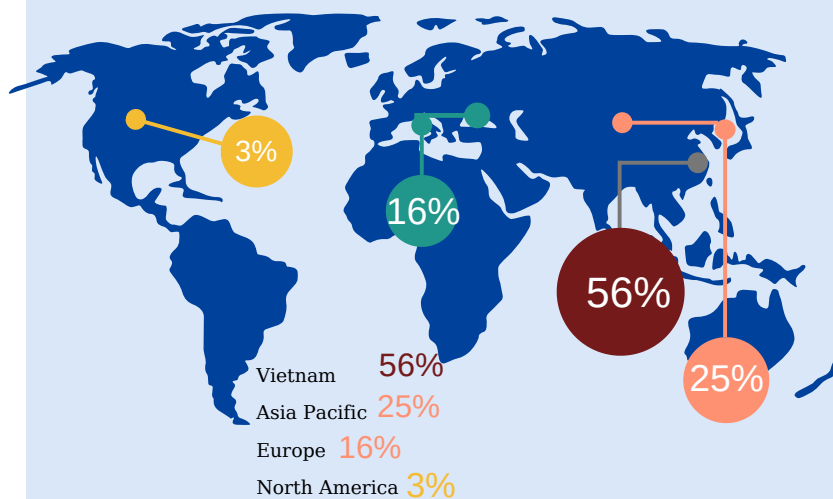 3%
16%
56%
25%
Vietnam 56%
Asia Pacific 25%
Europe 16%
North America 3%